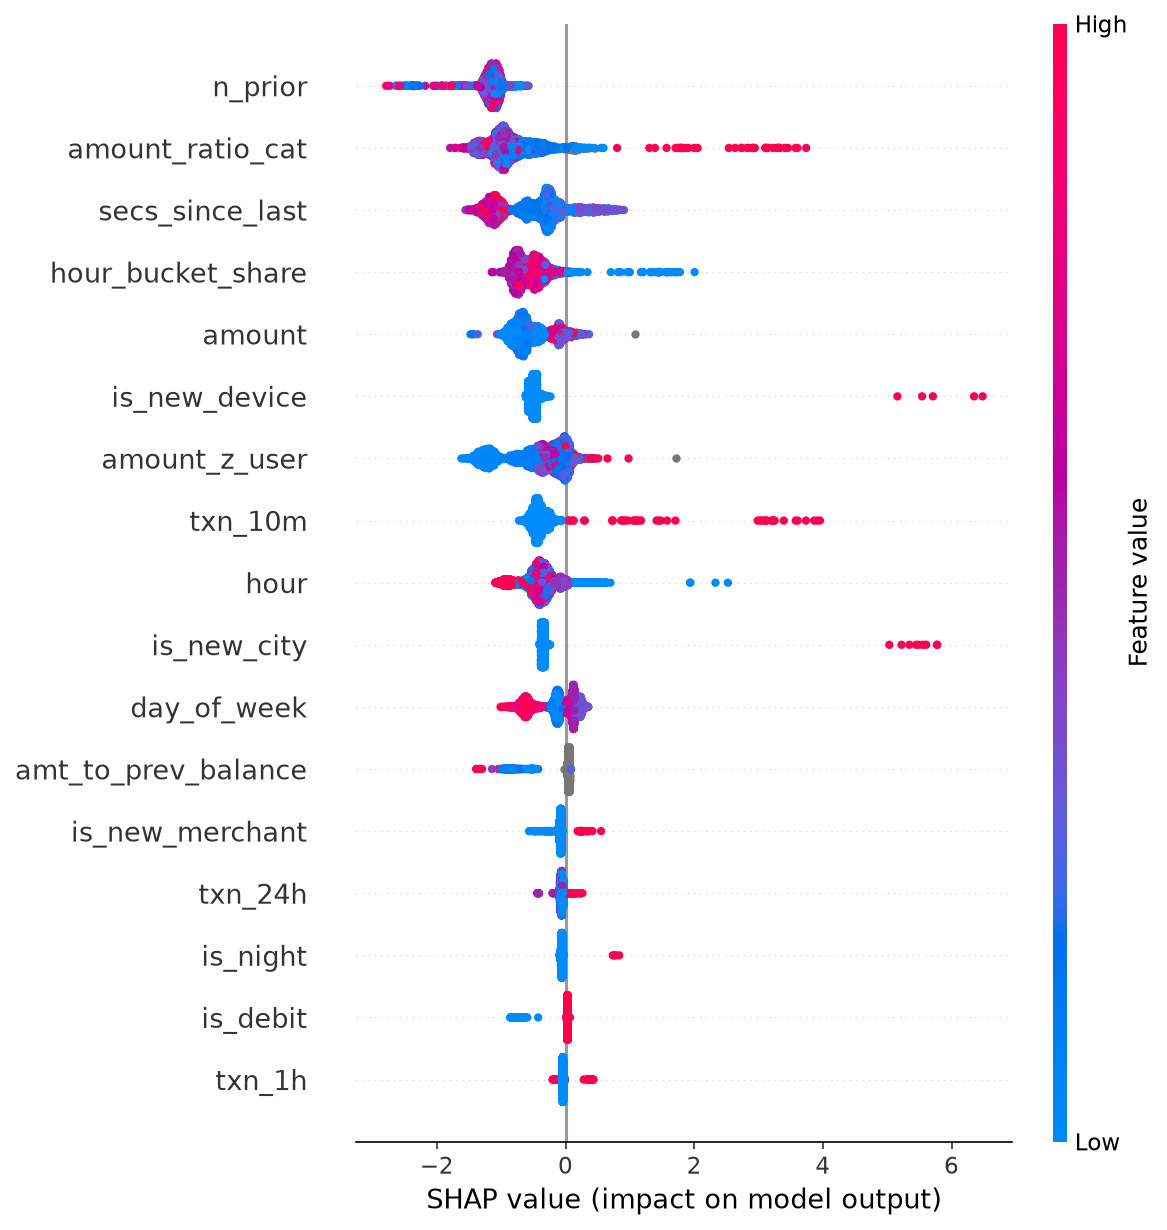 High
n_prior
amount_ratio_cat
secs_since_last
hour_bucket_share
amount
is_new_device
amount_z_user
txn_10m
hour
is_new_city
day_of_week
amt_to_prev_balance
is_new_merchant
txn_24h
is_night
is_debit
txn_1h
Feature value
Low
−2 0 2 4 6
SHAP value (impact on model output)